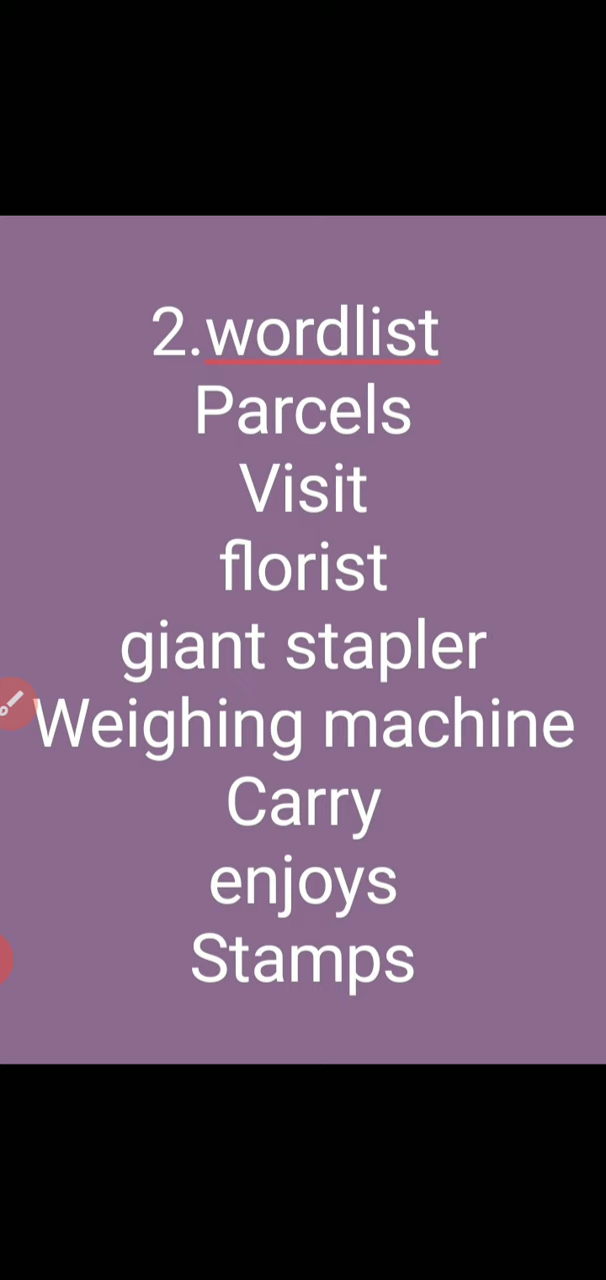 2.wordlist
Parcels
Visit
florist
giant stapler
Weighing machine
Carry
enjoys
Stamps